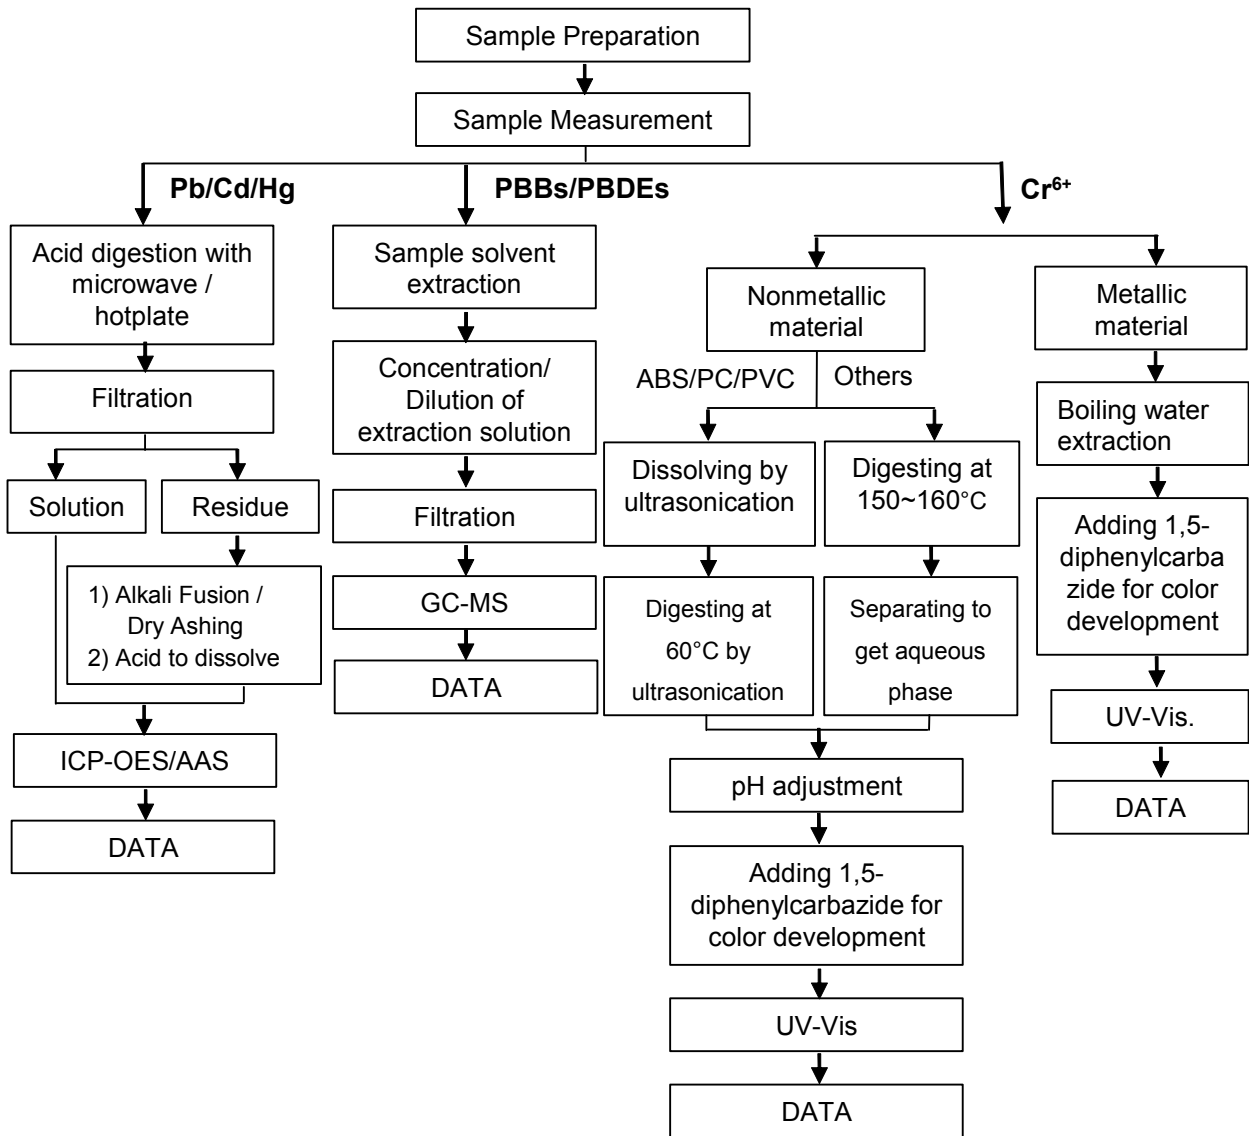 Sample Preparation
Sample Measurement
Pb/Cd/Hg
PBBs/PBDEs
Cr⁶⁺
Acid digestion with
microwave /
hotplate
Filtration
Solution
Residue
1) Alkali Fusion /
Dry Ashing
2) Acid to dissolve
ICP-OES/AAS
DATA
Sample solvent
extraction
Concentration/
Dilution of
extraction solution
Filtration
GC-MS
DATA
Nonmetallic
material
ABS/PC/PVC
Others
Dissolving by
ultrasonication
Digesting at
60°C by
ultrasonication
Digesting at
150~160°C
Separating to
get aqueous
phase
pH adjustment
Adding 1,5-
diphenylcarbazide for
color development
UV-Vis
DATA
Metallic
material
Boiling water
extraction
Adding 1,5-
diphenylcarba
zide for color
development
UV-Vis.
DATA